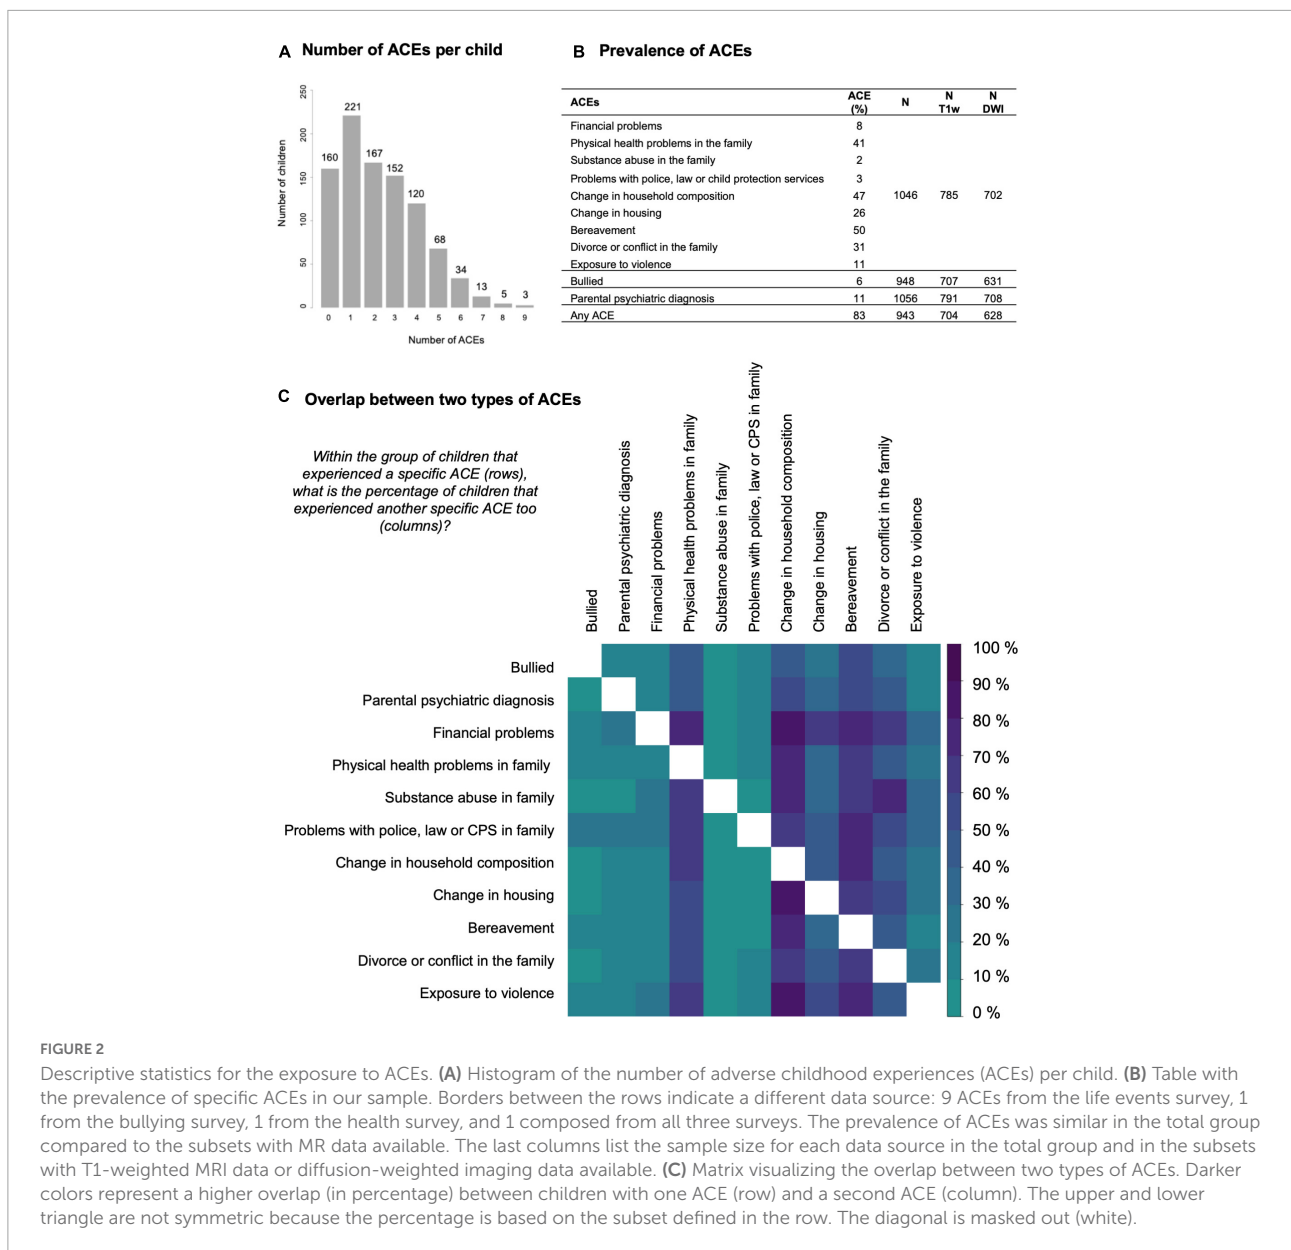 A Number of ACEs per child
250
200
150
100
50
0
Number of children
160
221
167
152
120
68
34
13
5
3
0 1 2 3 4 5 6 7 8 9
Number of ACEs
B Prevalence of ACEs
ACEs ACE (%) N N T1w N DWI
Financial problems 8
Physical health problems in the family 41
Substance abuse in the family 2
Problems with police, law or child protection services 3
Change in household composition 47 1046 785 702
Change in housing 26
Bereavement 50
Divorce or conflict in the family 31
Exposure to violence 11
Bullied 6 948 707 631
Parental psychiatric diagnosis 11 1056 791 708
Any ACE 83 943 704 628
C Overlap between two types of ACEs
Within the group of children that
experienced a specific ACE (rows),
what is the percentage of children that
experienced another specific ACE too
(columns)?
Bullied
Parental psychiatric diagnosis
Financial problems
Physical health problems in family
Substance abuse in family
Problems with police, law or CPS in family
Change in household composition
Change in housing
Bereavement
Divorce or conflict in the family
Exposure to violence
Bullied
Parental psychiatric diagnosis
Financial problems
Physical health problems in family
Substance abuse in family
Problems with police, law or CPS in family
Change in household composition
Change in housing
Bereavement
Divorce or conflict in the family
Exposure to violence
100 %
90 %
80 %
70 %
60 %
50 %
40 %
30 %
20 %
10 %
0 %
FIGURE 2
Descriptive statistics for the exposure to ACEs. (A) Histogram of the number of adverse childhood experiences (ACEs) per child. (B) Table with
the prevalence of specific ACEs in our sample. Borders between the rows indicate a different data source: 9 ACEs from the life events survey, 1
from the bullying survey, 1 from the health survey, and 1 composed from all three surveys. The prevalence of ACEs was similar in the total group
compared to the subsets with MR data available. The last columns list the sample size for each data source in the total group and in the subsets
with T1-weighted MRI data or diffusion-weighted imaging data available. (C) Matrix visualizing the overlap between two types of ACEs. Darker
colors represent a higher overlap (in percentage) between children with one ACE (row) and a second ACE (column). The upper and lower
triangle are not symmetric because the percentage is based on the subset defined in the row. The diagonal is masked out (white).